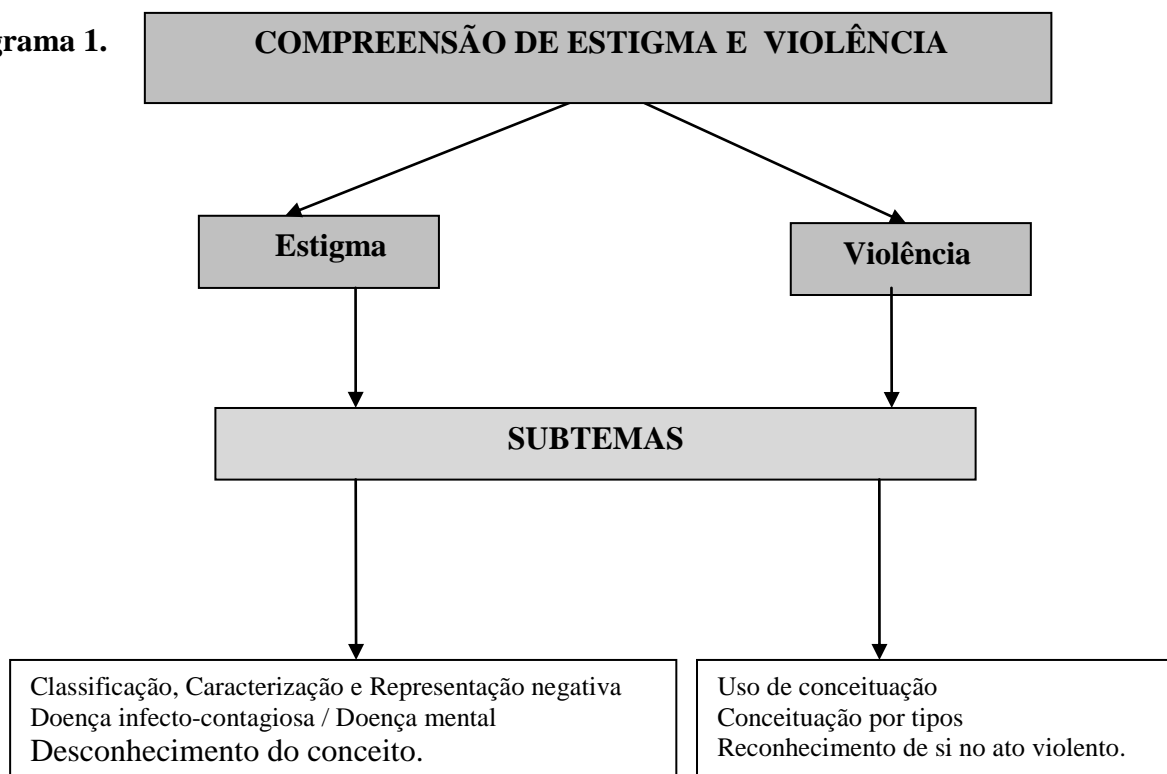 grama 1.
COMPREENSÃO DE ESTIGMA E VIOLÊNCIA
Estigma
Violência
SUBTEMAS
Classificação, Caracterização e Representação negativa
Doença infecto-contagiosa / Doença mental
Desconhecimento do conceito.
Uso de conceituação
Conceituação por tipos
Reconhecimento de si no ato violento.